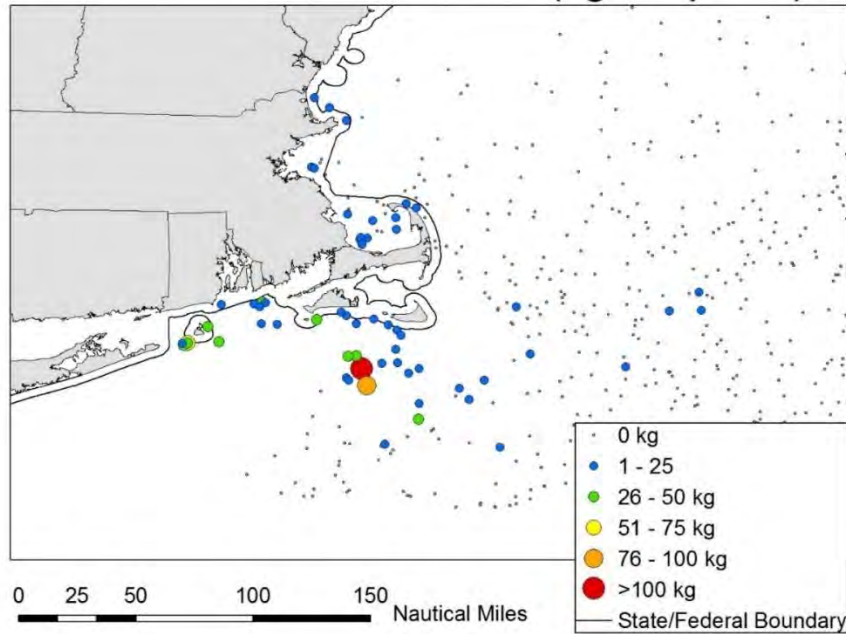 0 kg
1 - 25
26 - 50 kg
51 - 75 kg
76 - 100 kg
>100 kg
State/Federal Boundary
0 25 50 100 150
Nautical Miles